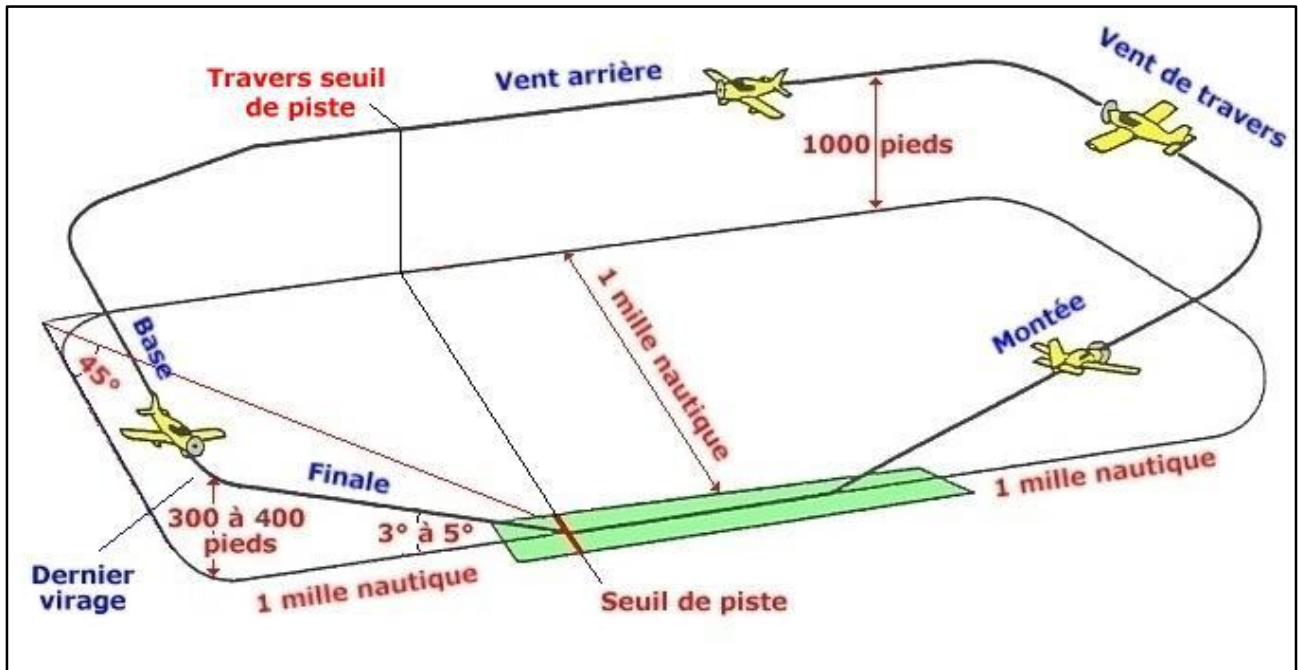 Travers seuil
de piste
Vent arrière
Vent de travers
1000 pieds
1 mille nautique
Montée
Base
45°
Finale
300 à 400
pieds
3° à 5°
1 mille nautique
1 mille nautique
Dernier
virage
Seuil de piste